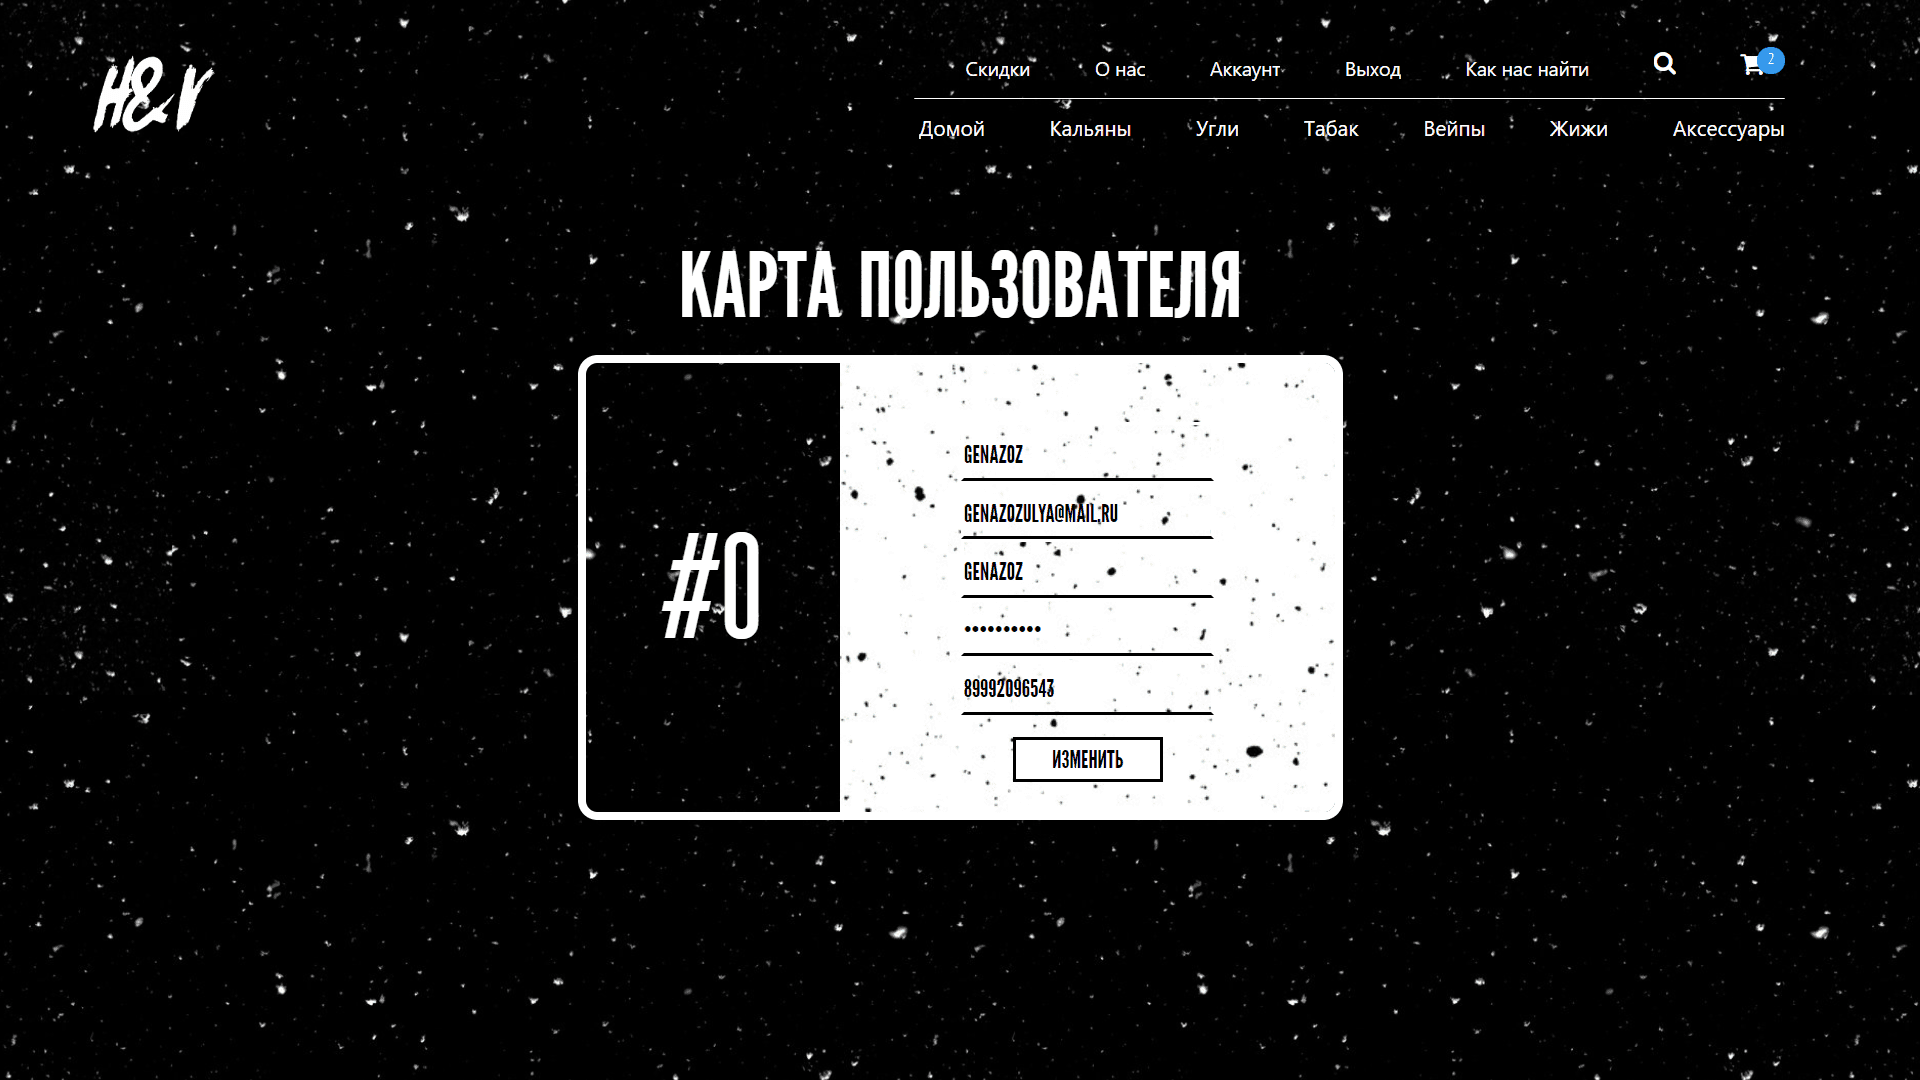 H&V
Скидки О нас Аккаунт Выход Как нас найти 2
Домой Кальяны Угли Табак Вейпы Жижи Аксессуары
КАРТА ПОЛЬЗОВАТЕЛЯ
#0
GENAZOZ
GENAZOZULYA@MAIL.RU
GENAZOZ
••••••••••
89992096543
ИЗМЕНИТЬ